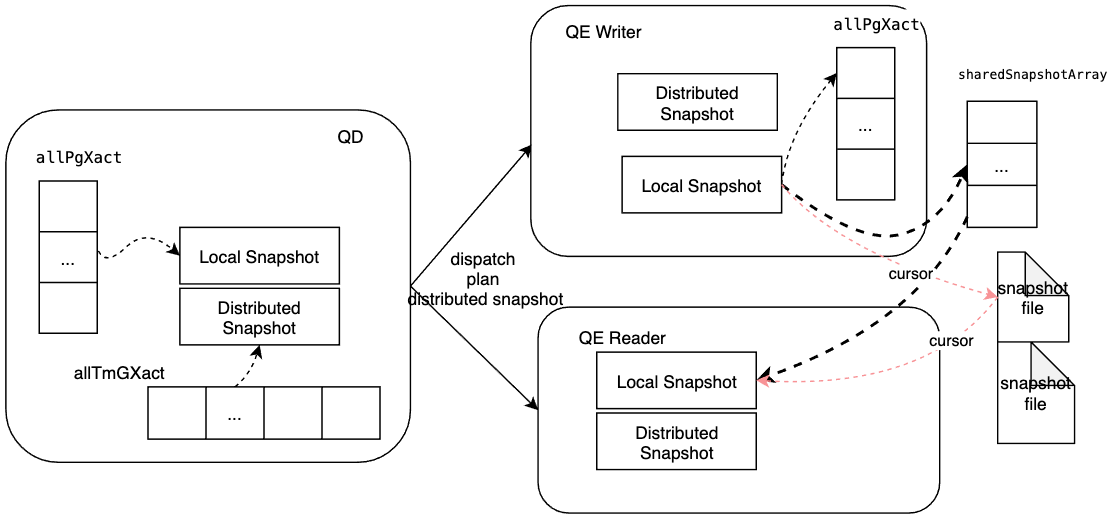 QD
allPgXact
...
Local Snapshot
Distributed
Snapshot
allTmGXact
...
dispatch
plan
distributed snapshot
QE Writer
allPgXact
Distributed
Snapshot
...
Local Snapshot
sharedSnapshotArray
...
cursor
snapshot
file
cursor
snapshot
file
QE Reader
Local Snapshot
Distributed
Snapshot